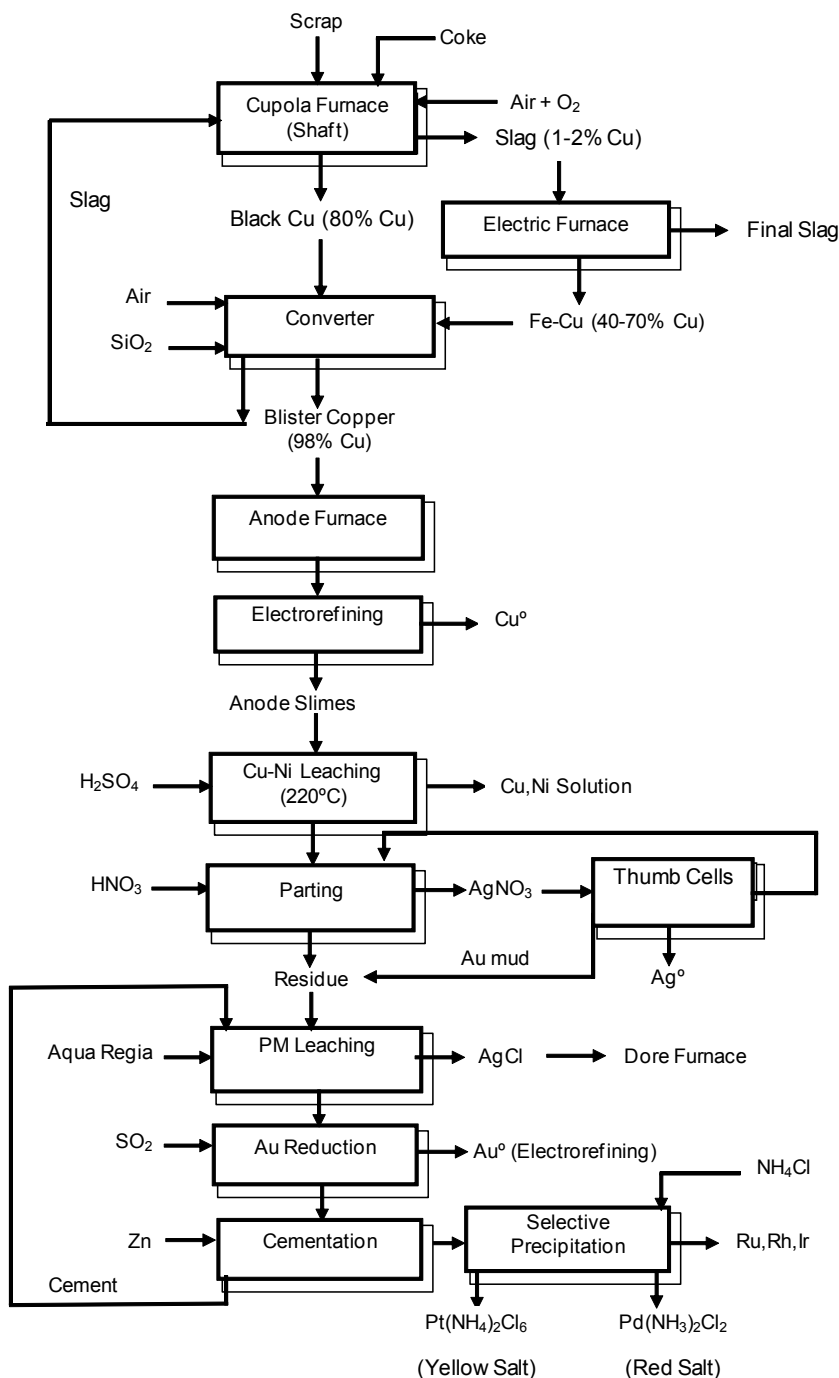 Scrap
Coke
Cupola Furnace
(Shaft)
Air + O₂
Slag (1-2% Cu)
Slag
Black Cu (80% Cu)
Electric Furnace
Final Slag
Air
Converter
Fe-Cu (40-70% Cu)
SiO₂
Blister Copper
(98% Cu)
Anode Furnace
Electrorefining
Cuº
Anode Slimes
H₂SO₄
Cu-Ni Leaching
(220ºC)
Cu,Ni Solution
HNO₃
Parting
AgNO₃
Thumb Cells
Au mud
Residue
Agº
Aqua Regia
PM Leaching
AgCl
Dore Furnace
SO₂
Au Reduction
Auº (Electrorefining)
NH₄Cl
Zn
Cementation
Selective
Precipitation
Ru,Rh,Ir
Cement
Pt(NH₄)₂Cl₆
Pd(NH₃)₂Cl₂
(Yellow Salt)
(Red Salt)